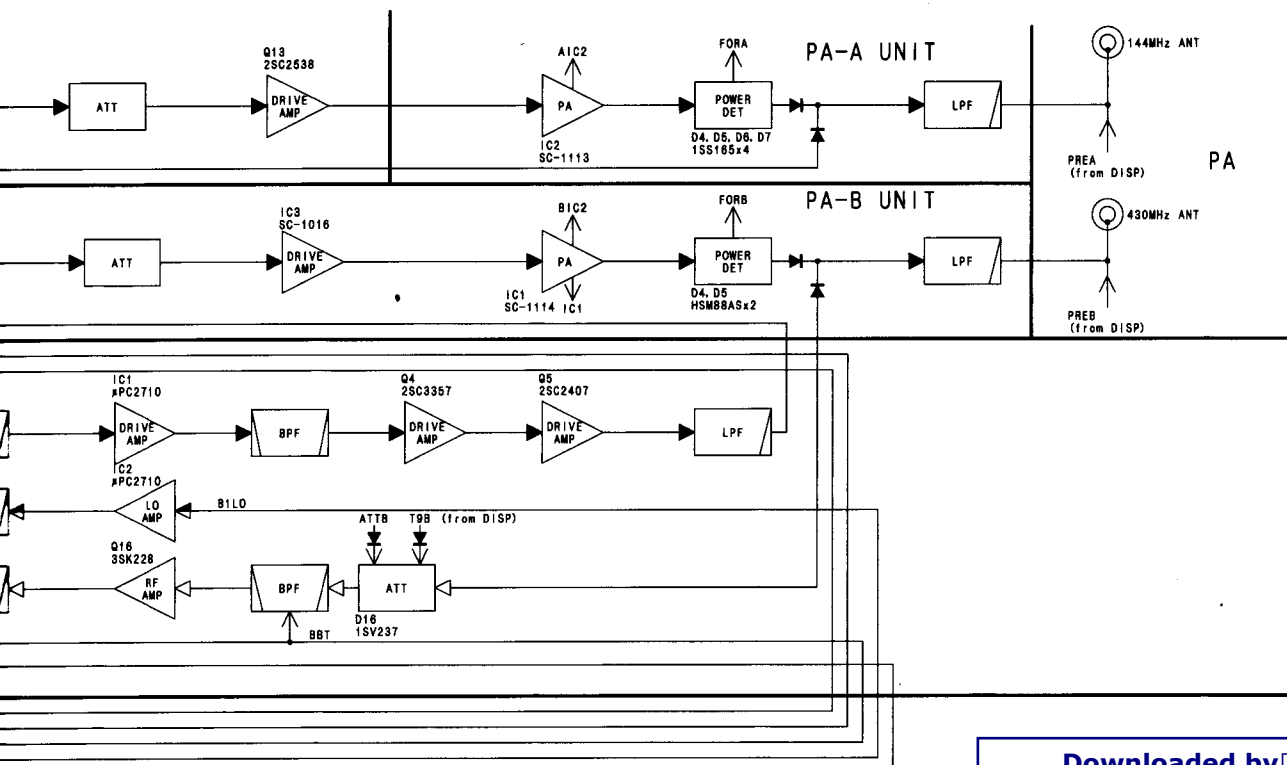 Q13
2SC2538
ATT
DRIVE
AMP
AIC2
PA
IC2
SC-1113
FORA
POWER
DET
D4, D5, D6, D7
1SS165x4
PA-A UNIT
LPF
144MHz ANT
PREA
(from DISP)
PA
IC3
SC-1016
ATT
DRIVE
AMP
BIC2
PA
IC1
SC-1114
IC1
FORB
POWER
DET
D4, D5
HSM88ASx2
PA-B UNIT
LPF
430MHz ANT
PREB
(from DISP)
IC1
μPC2710
DRIVE
AMP
BPF
Q4
2SC3357
DRIVE
AMP
Q5
2SC2407
DRIVE
AMP
LPF
IC2
μPC2710
LO
AMP
B1LO
Q16
3SK228
RF
AMP
BPF
BBT
ATTB
T9B (from DISP)
ATT
D16
1SV237
Downloaded by